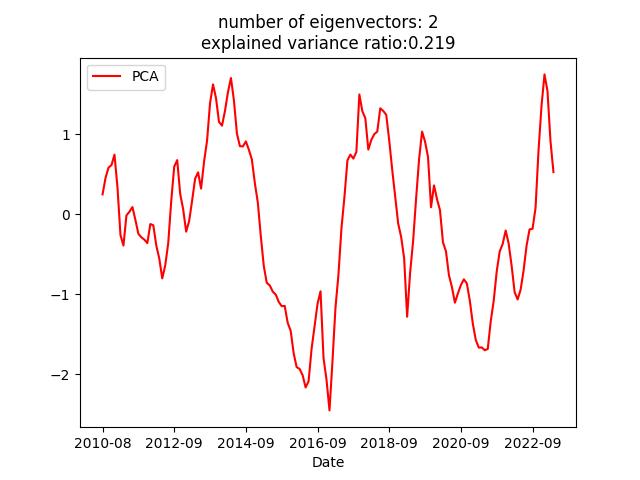 number of eigenvectors: 2
explained variance ratio:0.219
PCA
1
0
−1
−2
2010-08 2012-09 2014-09 2016-09 2018-09 2020-09 2022-09
Date